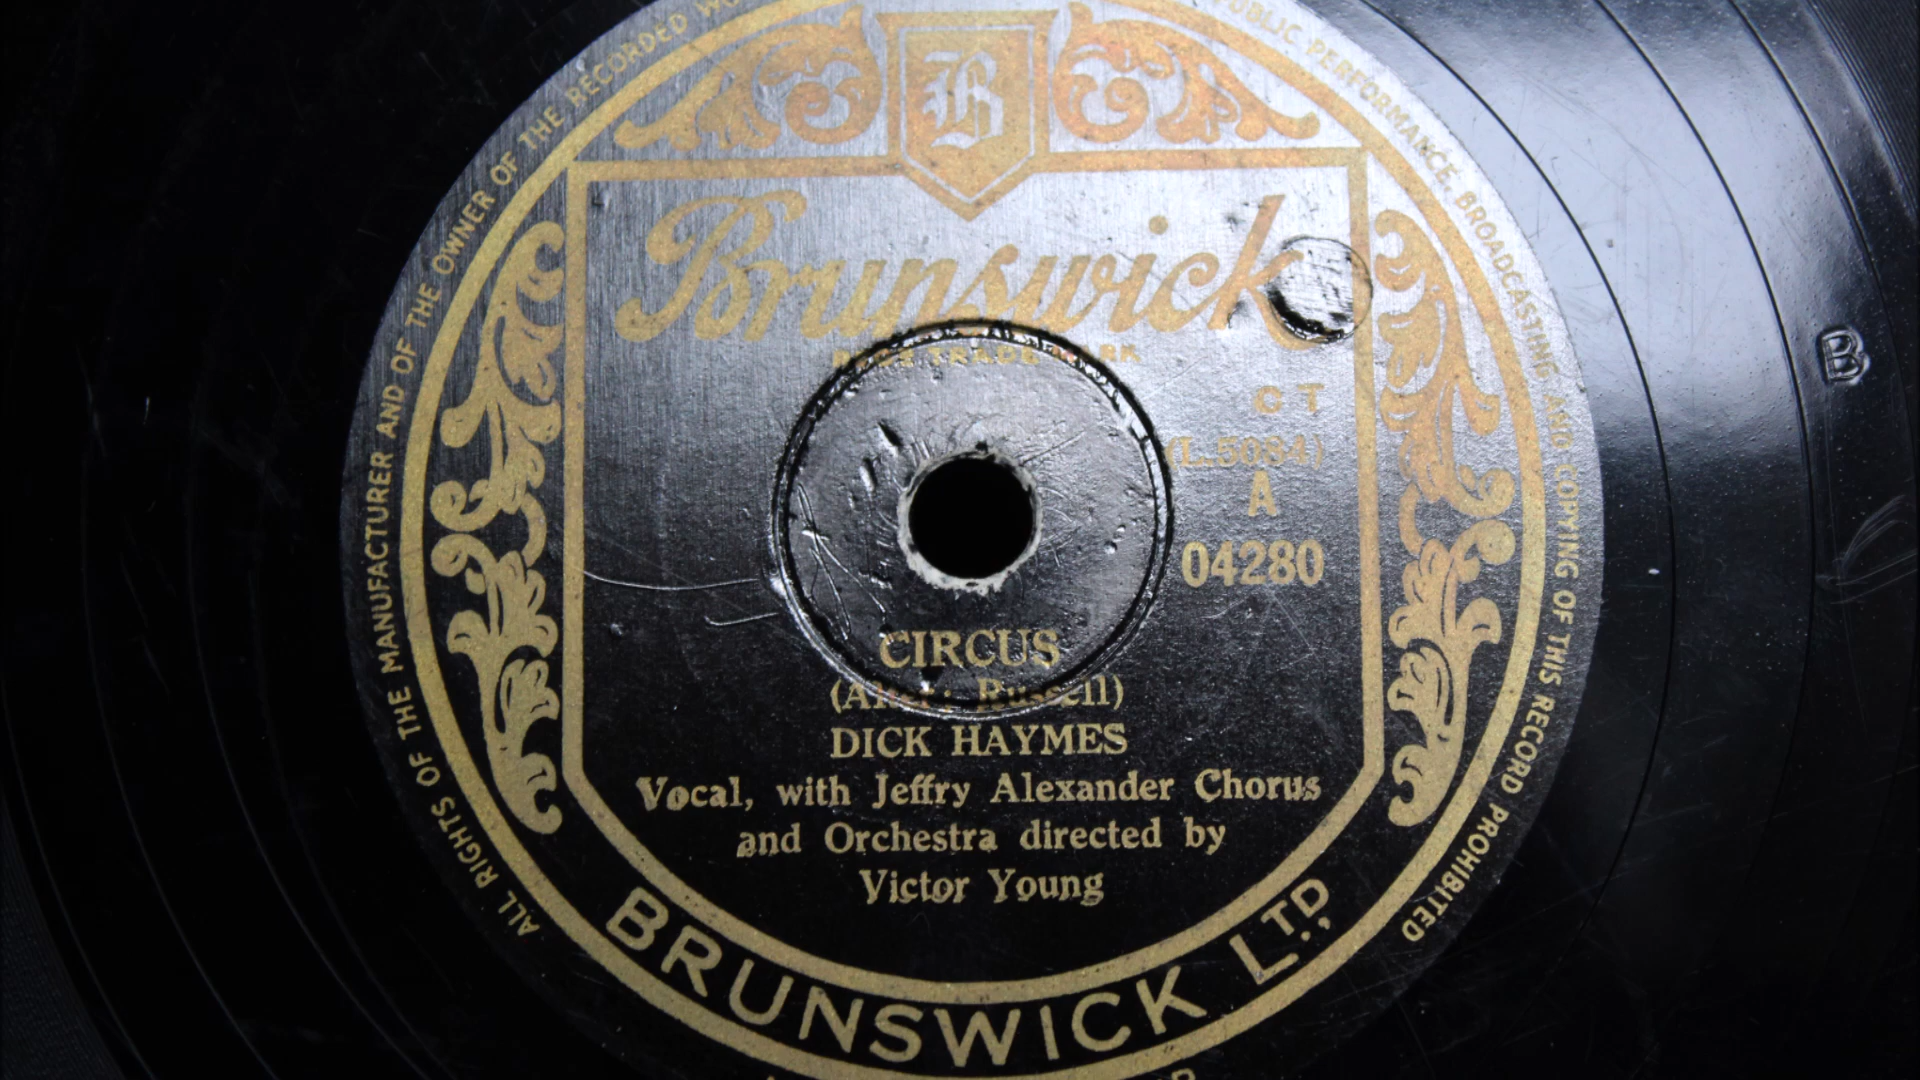 ALL RIGHTS OF THE MANUFACTURER AND OF THE OWNER OF THE RECORDED
PUBLIC PERFORMANCE, BROADCASTING AND COPYING OF THIS RECORD PROHIBITED
B
Brunswick
TRADE
B
C T
(L.5084)
A
04280
CIRCUS
Russell)
DICK HAYMES
Vocal, with Jeffry Alexander Chorus
and Orchestra directed by
Victor Young
BRUNSWICK LTD.,